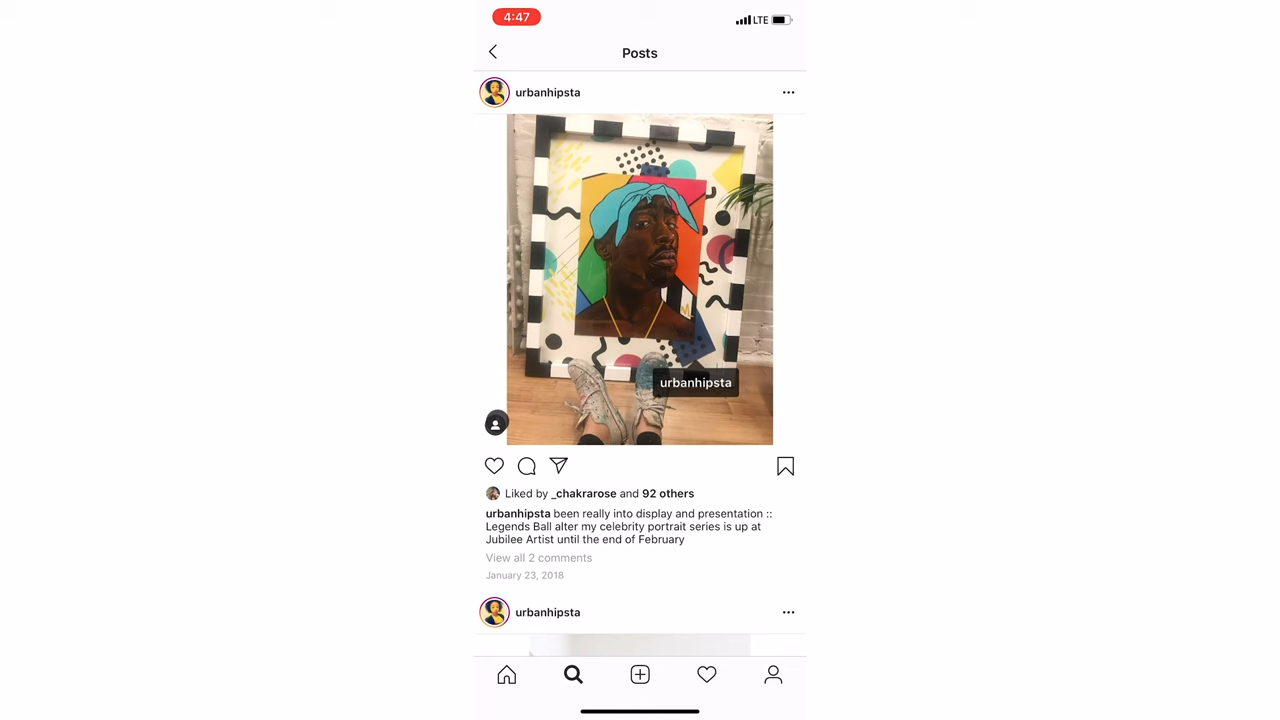 4:47
LTE
Posts
urbanhipsta
urbanhipsta
Liked by _chakrarose and 92 others
urbanhipsta been really into display and presentation ::
Legends Ball alter my celebrity portrait series is up at
Jubilee Artist until the end of February
View all 2 comments
January 23, 2018
urbanhipsta